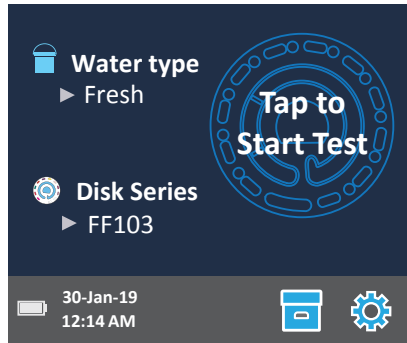 Water type
Fresh
Tap to
Start Test
Disk Series
FF103
30-Jan-19
12:14 AM